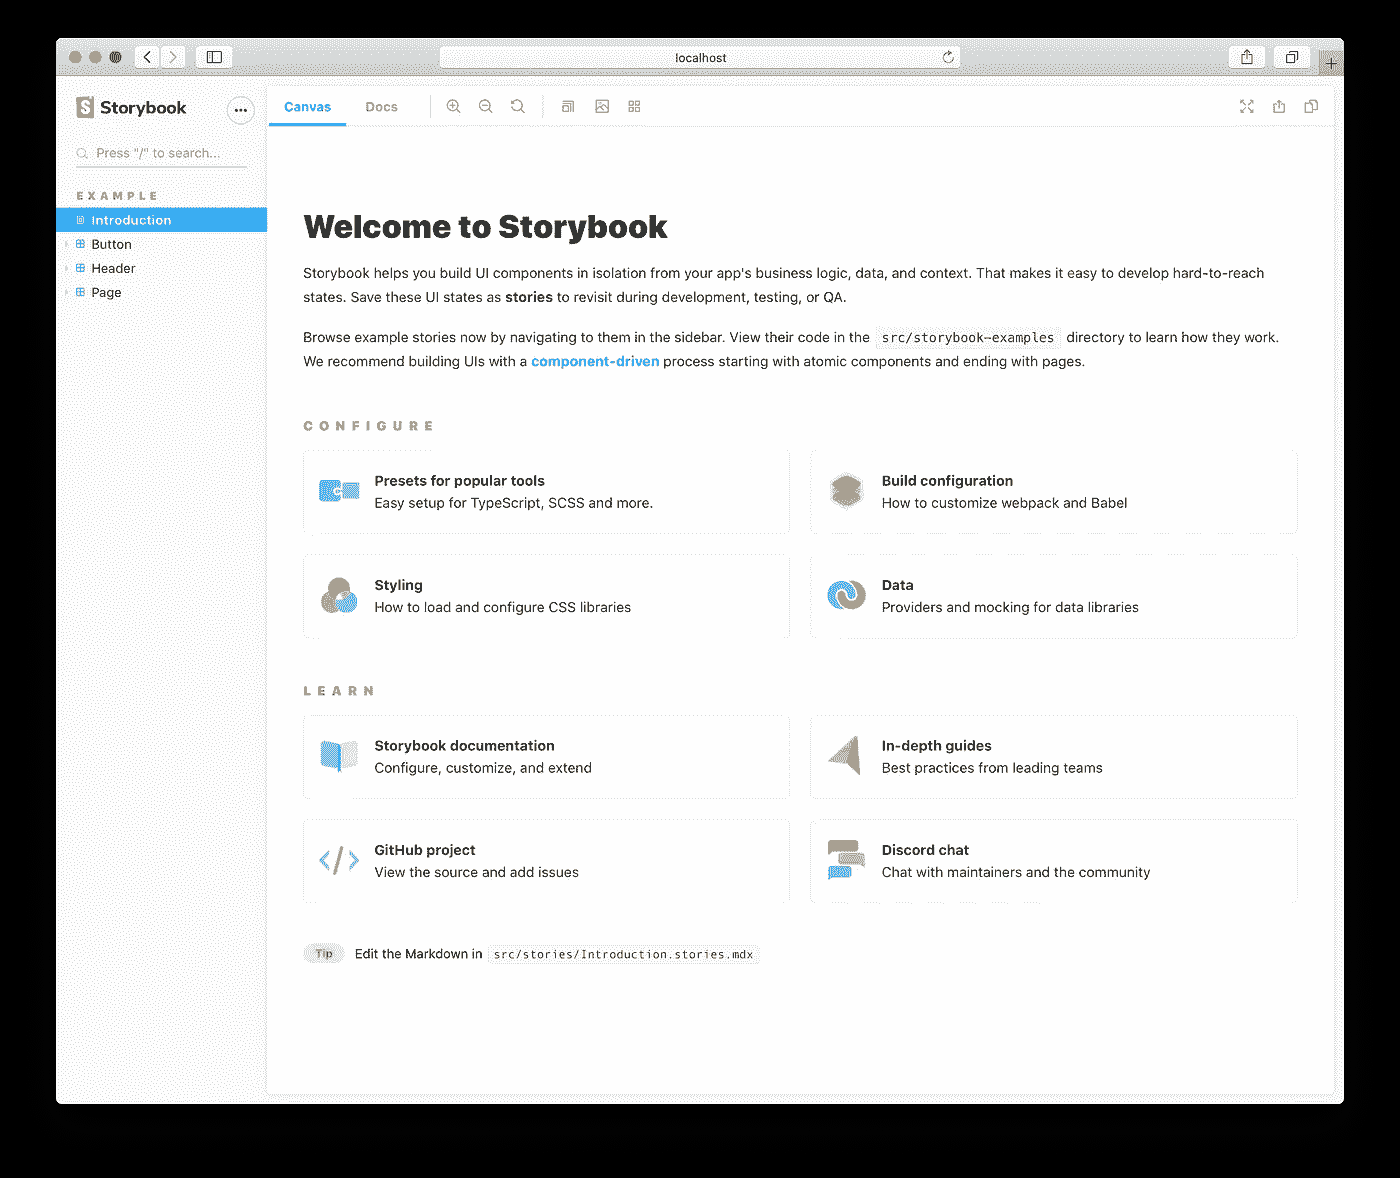 localhost
Storybook
Canvas
Docs
Press "/" to search...
EXAMPLE
Introduction
Button
Header
Page
Welcome to Storybook
Storybook helps you build UI components in isolation from your app's business logic, data, and context. That makes it easy to develop hard-to-reach
states. Save these UI states as stories to revisit during development, testing, or QA.
Browse example stories now by navigating to them in the sidebar. View their code in the src/storybook-examples directory to learn how they work.
We recommend building UIs with a component-driven process starting with atomic components and ending with pages.
CONFIGURE
Presets for popular tools
Easy setup for TypeScript, SCSS and more.
Build configuration
How to customize webpack and Babel
Styling
How to load and configure CSS libraries
Data
Providers and mocking for data libraries
LEARN
Storybook documentation
Configure, customize, and extend
In-depth guides
Best practices from leading teams
GitHub project
View the source and add issues
Discord chat
Chat with maintainers and the community
Tip
Edit the Markdown in src/stories/Introduction.stories.mdx